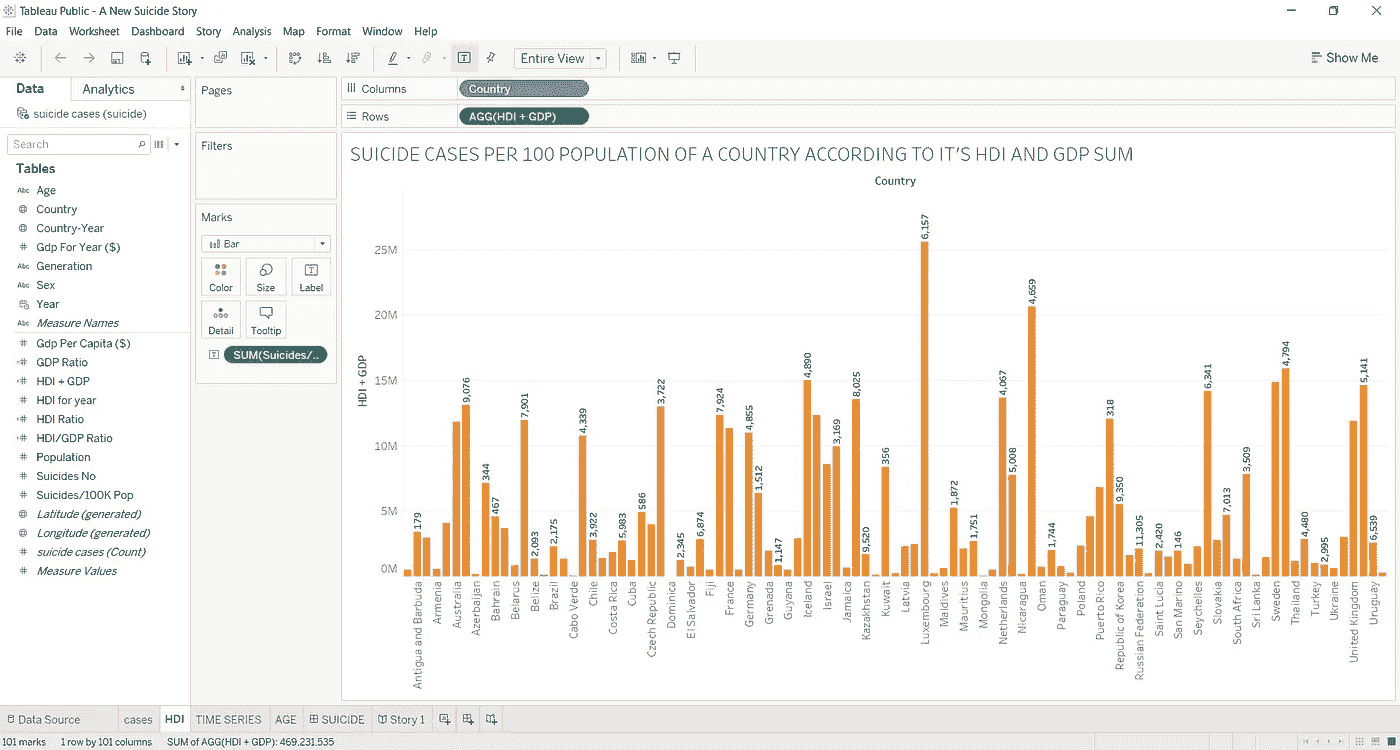 Tableau Public - A New Suicide Story
File Data Worksheet Dashboard Story Analysis Map Format Window Help
Entire View
Show Me
Data Analytics
suicide cases (suicide)
Search
Tables
Abc Age
Country
Country-Year
# Gdp For Year ($)
Abc Generation
Abc Sex
Year
Abc Measure Names
# Gdp Per Capita ($)
GDP Ratio
HDI + GDP
# HDI for year
HDI Ratio
HDI/GDP Ratio
# Population
# Suicides No
# Suicides/100K Pop
Latitude (generated)
Longitude (generated)
# suicide cases (Count)
# Measure Values
Pages
Filters
Marks
Bar
Color Size Label
Detail Tooltip
SUM(Suicides/..
Columns Country
Rows AGG(HDI + GDP)
SUICIDE CASES PER 100 POPULATION OF A COUNTRY ACCORDING TO IT'S HDI AND GDP SUM
Country
HDI + GDP
25M
20M
15M
10M
5M
0M
179
9,076
344
467
7,901
2,093
2,175
4,339
3,922
5,983
586
3,722
2,345
6,874
7,924
4,855
1,512
1,147
4,890
3,169
8,025
9,520
356
6,157
1,872
1,751
4,067
5,008
4,659
1,744
318
9,350
11,305
2,420
146
6,341
7,013
3,509
4,794
4,480
2,995
5,141
6,539
Antigua and Barbuda
Armenia
Australia
Azerbaijan
Bahrain
Belarus
Belize
Brazil
Cabo Verde
Chile
Costa Rica
Cuba
Czech Republic
Dominica
El Salvador
Fiji
France
Germany
Grenada
Guyana
Iceland
Israel
Jamaica
Kazakhstan
Kuwait
Latvia
Luxembourg
Maldives
Mauritius
Mongolia
Netherlands
Nicaragua
Oman
Paraguay
Poland
Puerto Rico
Republic of Korea
Russian Federation
Saint Lucia
San Marino
Seychelles
Slovakia
South Africa
Sri Lanka
Sweden
Thailand
Turkey
Ukraine
United Kingdom
Uruguay
Data Source cases HDI TIME SERIES AGE SUICIDE Story 1
101 marks 1 row by 101 columns SUM of AGG(HDI + GDP): 469,231,535